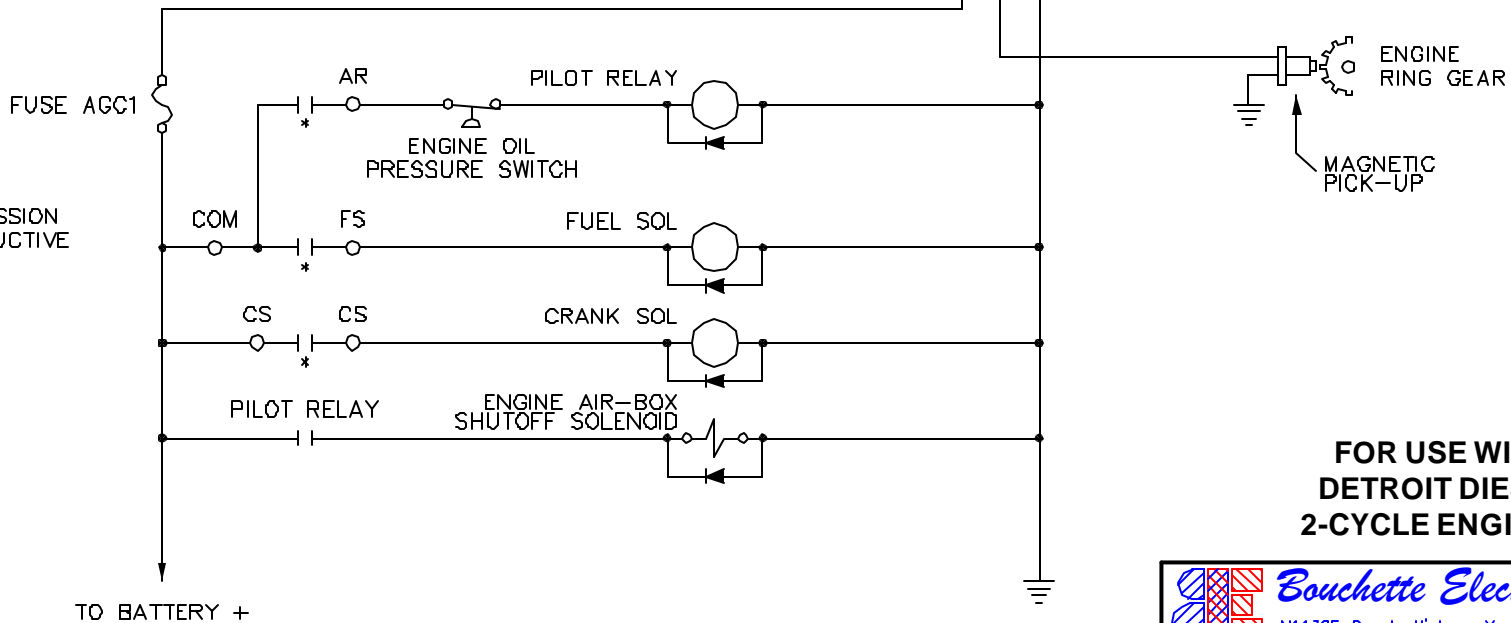 FUSE AGC1
AR
PILOT RELAY
ENGINE
RING GEAR
ENGINE OIL
PRESSURE SWITCH
MAGNETIC
PICK-UP
SSION
UCTIVE
COM
FS
FUEL SOL
CS
CS
CRANK SOL
PILOT RELAY
ENGINE AIR-BOX
SHUTOFF SOLENOID
*
*
*
FOR USE WI
DETROIT DIE
2-CYCLE ENGI
TO BATTERY +
Bouchette Elec